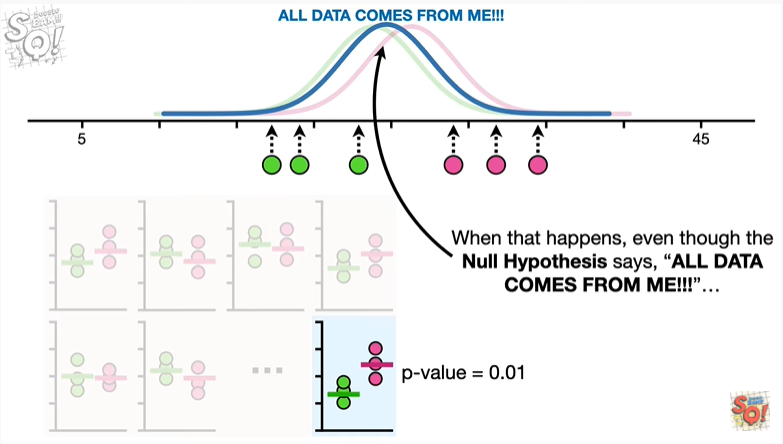 ALL DATA COMES FROM ME!!!
5
45
When that happens, even though the
Null Hypothesis says, “ALL DATA
COMES FROM ME!!!”…
p-value = 0.01